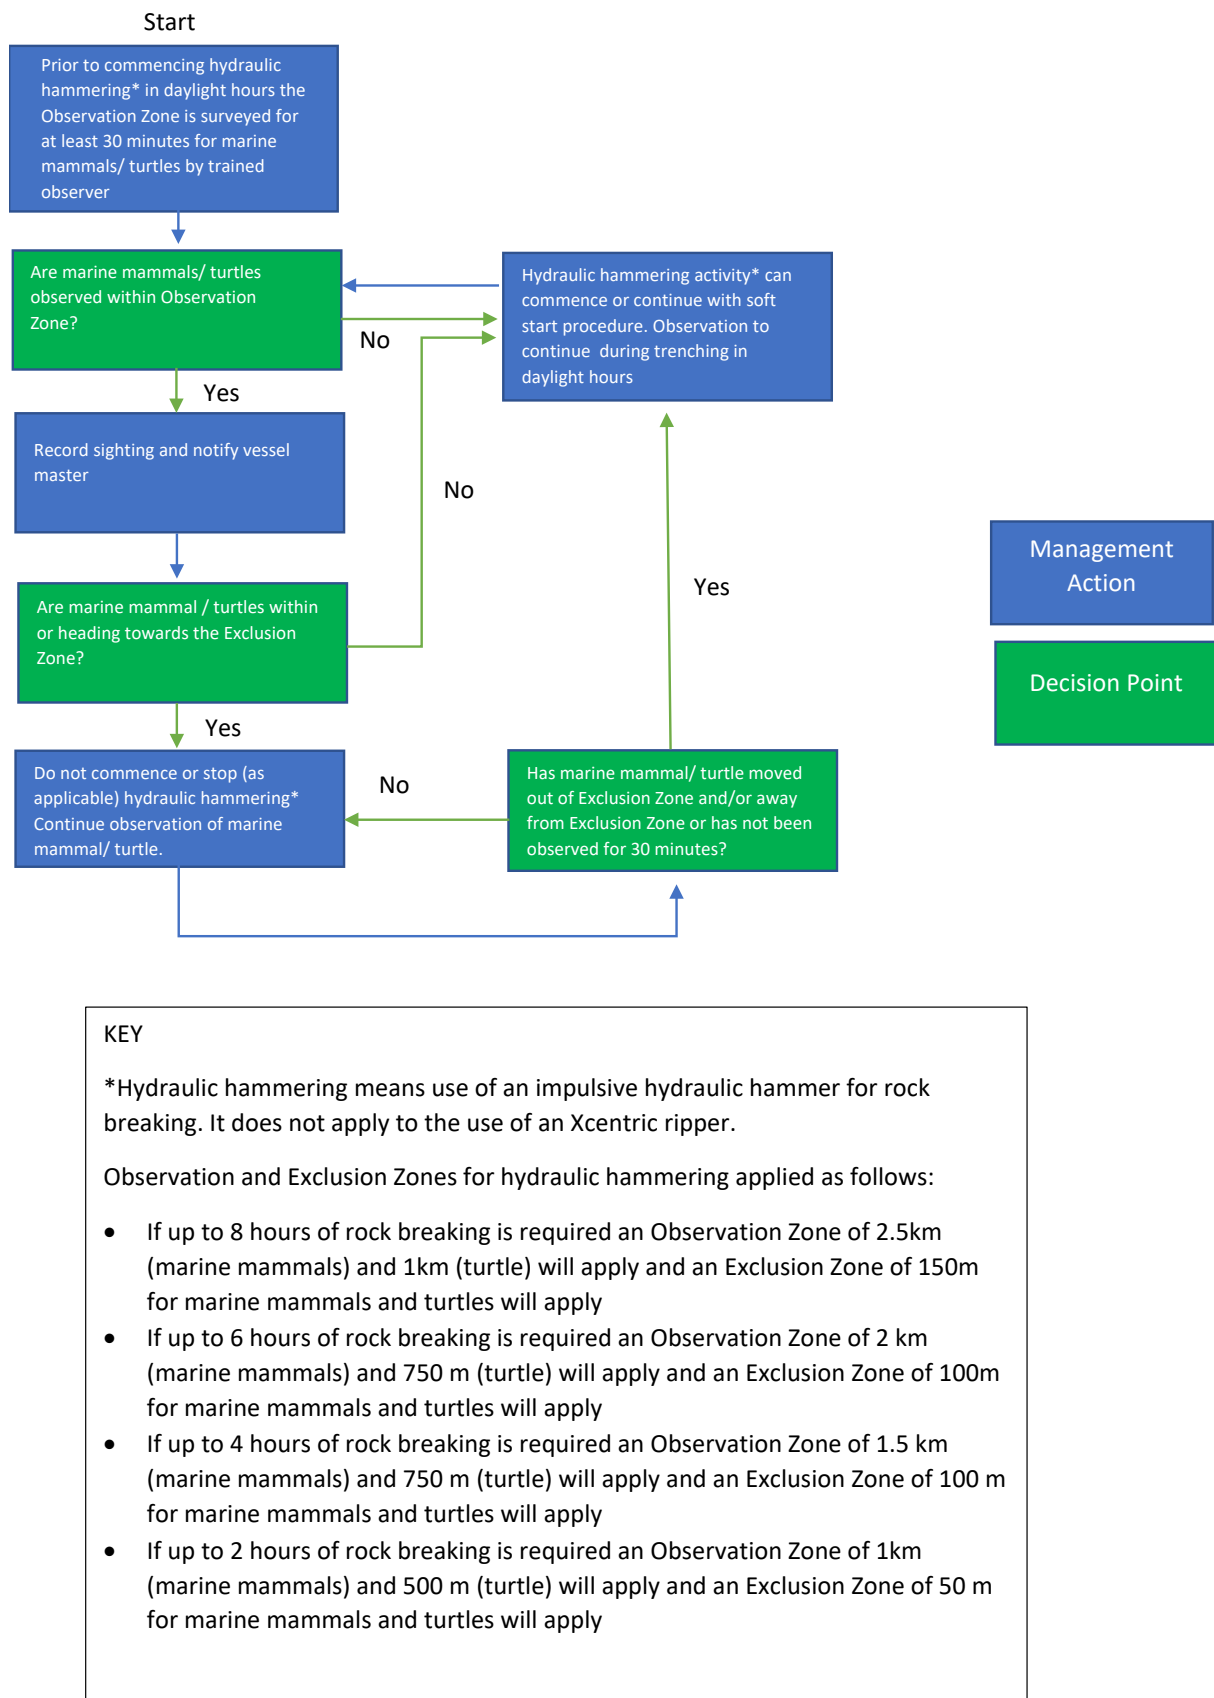 Start
Prior to commencing hydraulic
hammering* in daylight hours the
Observation Zone is surveyed for
at least 30 minutes for marine
mammals/ turtles by trained
observer
Are marine mammals/ turtles
observed within Observation
Zone?
No
Hydraulic hammering activity* can
commence or continue with soft
start procedure. Observation to
continue  during trenching in
daylight hours
Yes
Record sighting and notify vessel
master
No
Yes
Management
Action
Are marine mammal / turtles within
or heading towards the Exclusion
Zone?
Decision Point
Yes
Do not commence or stop (as
applicable) hydraulic hammering*
Continue observation of marine
mammal/ turtle.
No
Has marine mammal/ turtle moved
out of Exclusion Zone and/or away
from Exclusion Zone or has not been
observed for 30 minutes?
KEY
*Hydraulic hammering means use of an impulsive hydraulic hammer for rock
breaking. It does not apply to the use of an Xcentric ripper.
Observation and Exclusion Zones for hydraulic hammering applied as follows:
• If up to 8 hours of rock breaking is required an Observation Zone of 2.5km
(marine mammals) and 1km (turtle) will apply and an Exclusion Zone of 150m
for marine mammals and turtles will apply
• If up to 6 hours of rock breaking is required an Observation Zone of 2 km
(marine mammals) and 750 m (turtle) will apply and an Exclusion Zone of 100m
for marine mammals and turtles will apply
• If up to 4 hours of rock breaking is required an Observation Zone of 1.5 km
(marine mammals) and 750 m (turtle) will apply and an Exclusion Zone of 100 m
for marine mammals and turtles will apply
• If up to 2 hours of rock breaking is required an Observation Zone of 1km
(marine mammals) and 500 m (turtle) will apply and an Exclusion Zone of 50 m
for marine mammals and turtles will apply